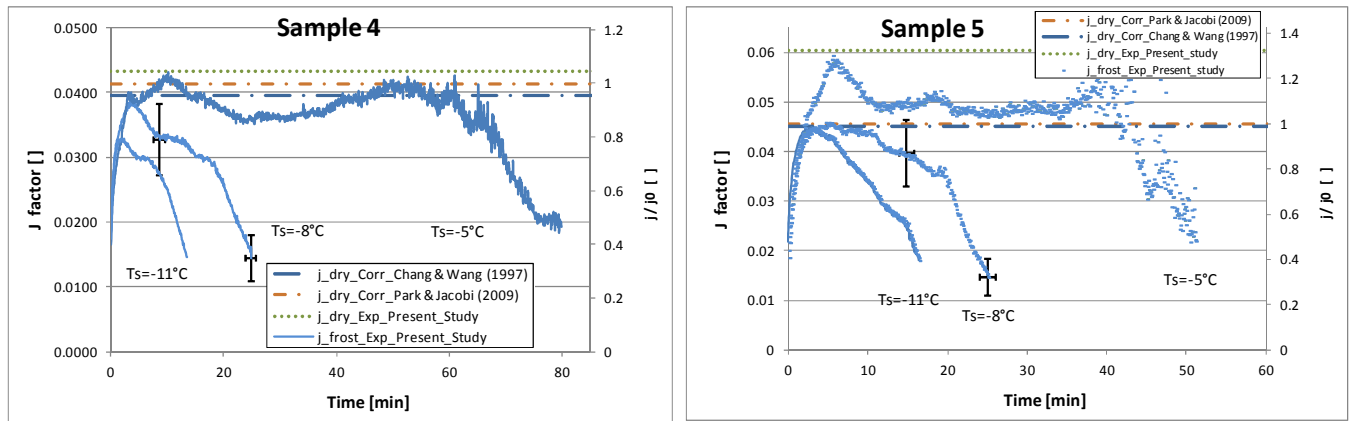 Sample 4
0.0500
0.0400
0.0300
0.0200
0.0100
0.0000
J factor [ ]
1.2
1
0.8
0.6
0.4
0.2
0
j/j0 [ ]
Ts=-11°C
Ts=-8°C
Ts=-5°C
j_dry_Corr_Chang & Wang (1997)
j_dry_Corr_Park & Jacobi (2009)
j_dry_Exp_Present_Study
j_frost_Exp_Present_Study
0 20 40 60 80
Time [min]
Sample 5
j_dry_Corr_Park & Jacobi (2009)
j_dry_Corr_Chang & Wang (1997)
j_dry_Exp_Present_study
j_frost_Exp_Present_study
0.06
0.05
0.04
0.03
0.02
0.01
0
J factor [ ]
1.4
1.2
1
0.8
0.6
0.4
0.2
0
j/j0 [ ]
Ts=-11°C
Ts=-8°C
Ts=-5°C
0 10 20 30 40 50 60
Time [min]